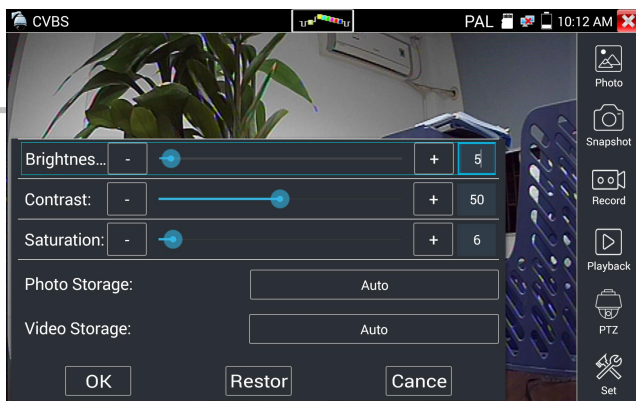 CVBS
PAL
10:12 AM
Photo
Snapshot
Record
Playback
PTZ
Set
Brightnes... - + 5
Contrast: - + 50
Saturation: - + 6
Photo Storage: Auto
Video Storage: Auto
OK Restor Cance